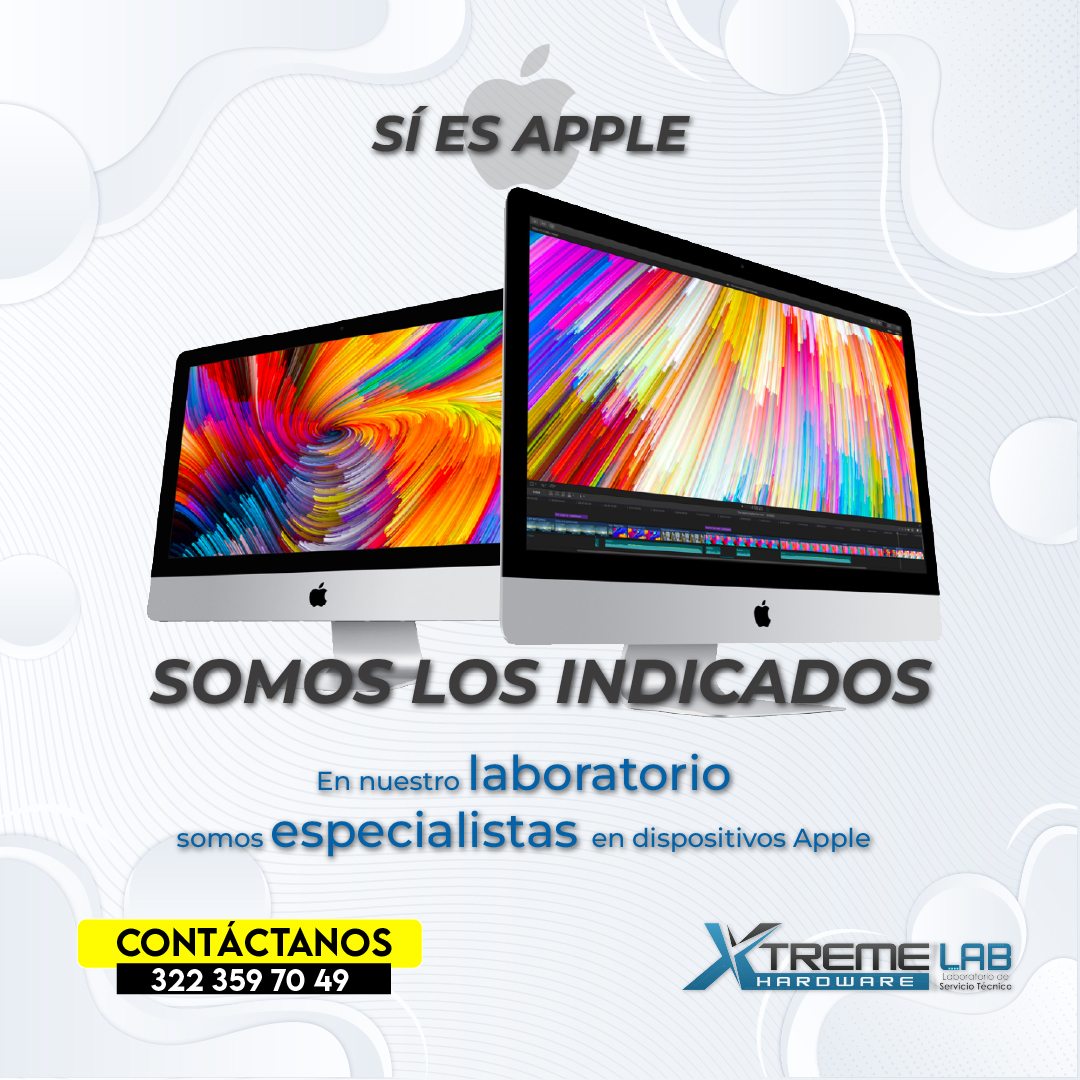 SÍ ES APPLE
SOMOS LOS INDICADOS
En nuestro laboratorio
somos especialistas en dispositivos Apple
CONTÁCTANOS
322 359 70 49
XTREME LAB
HARDWARE
Laboratorio de
Servicio Técnico